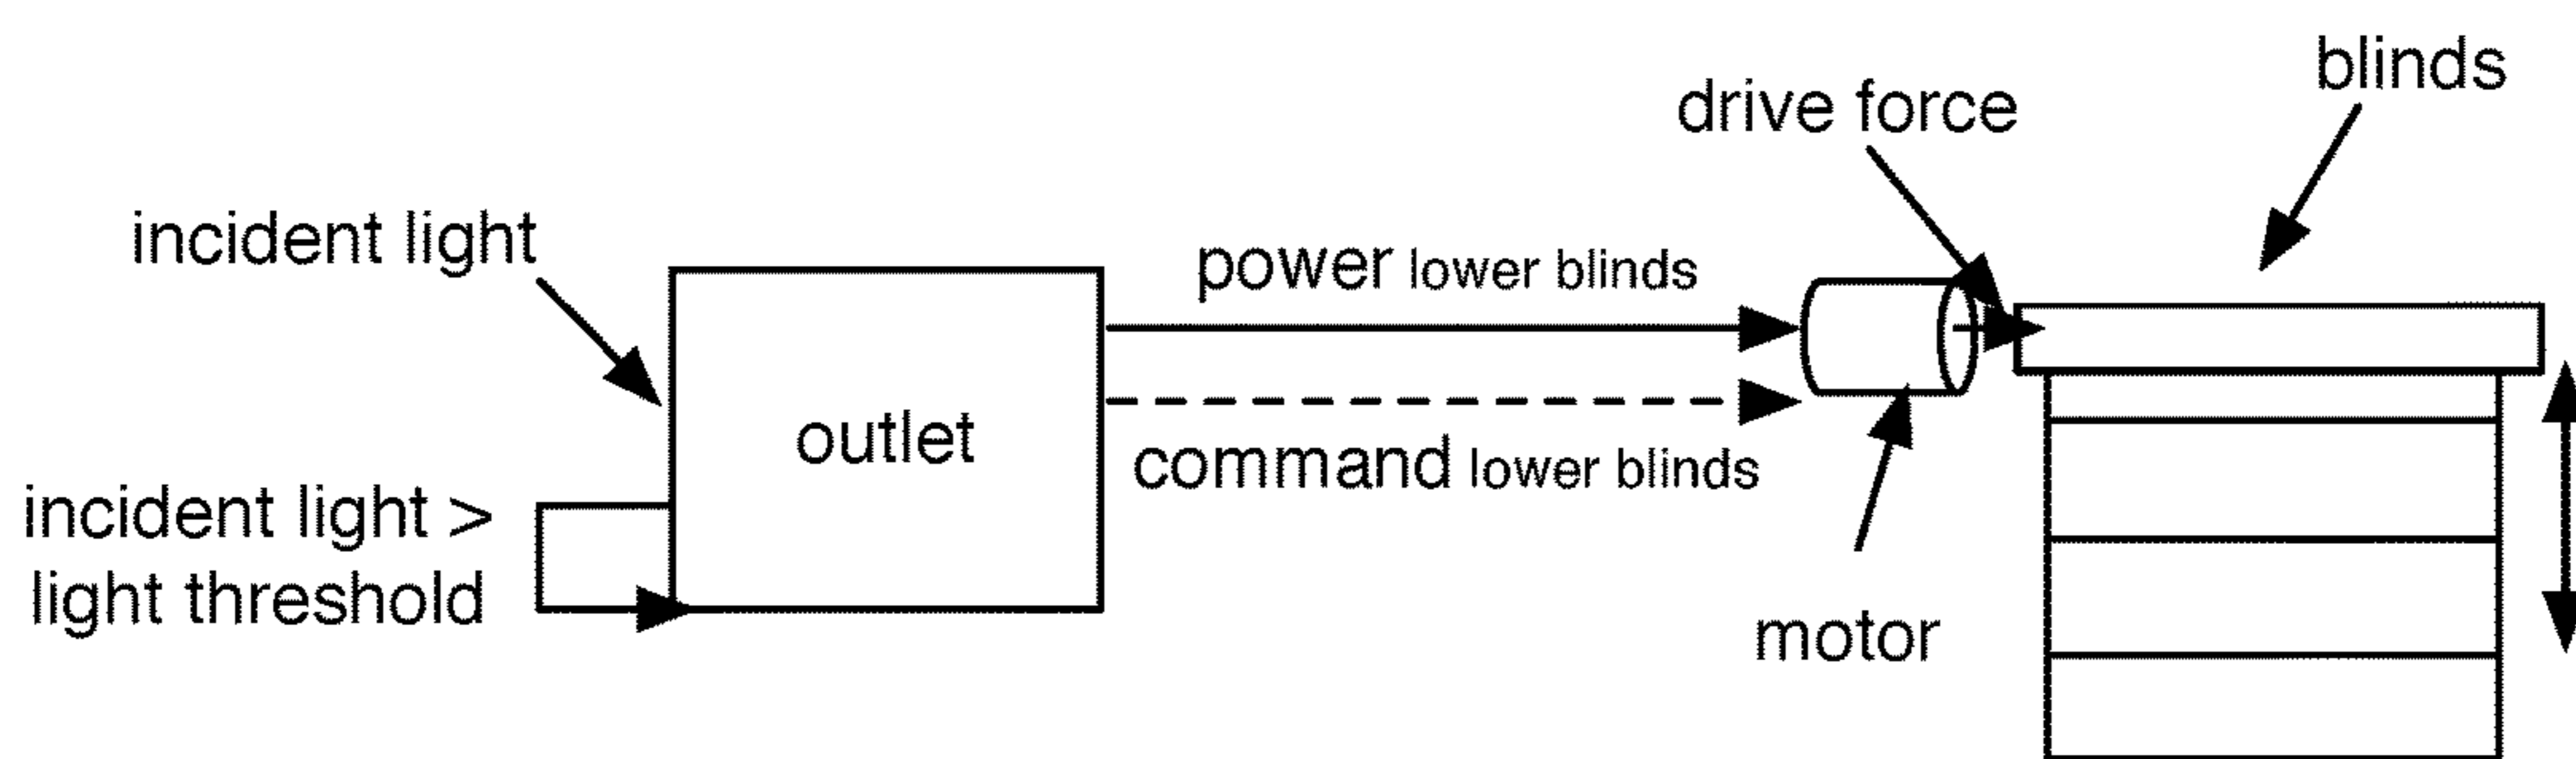 blinds
drive force
incident light
power lower blinds
outlet
command lower blinds
incident light >
light threshold
motor